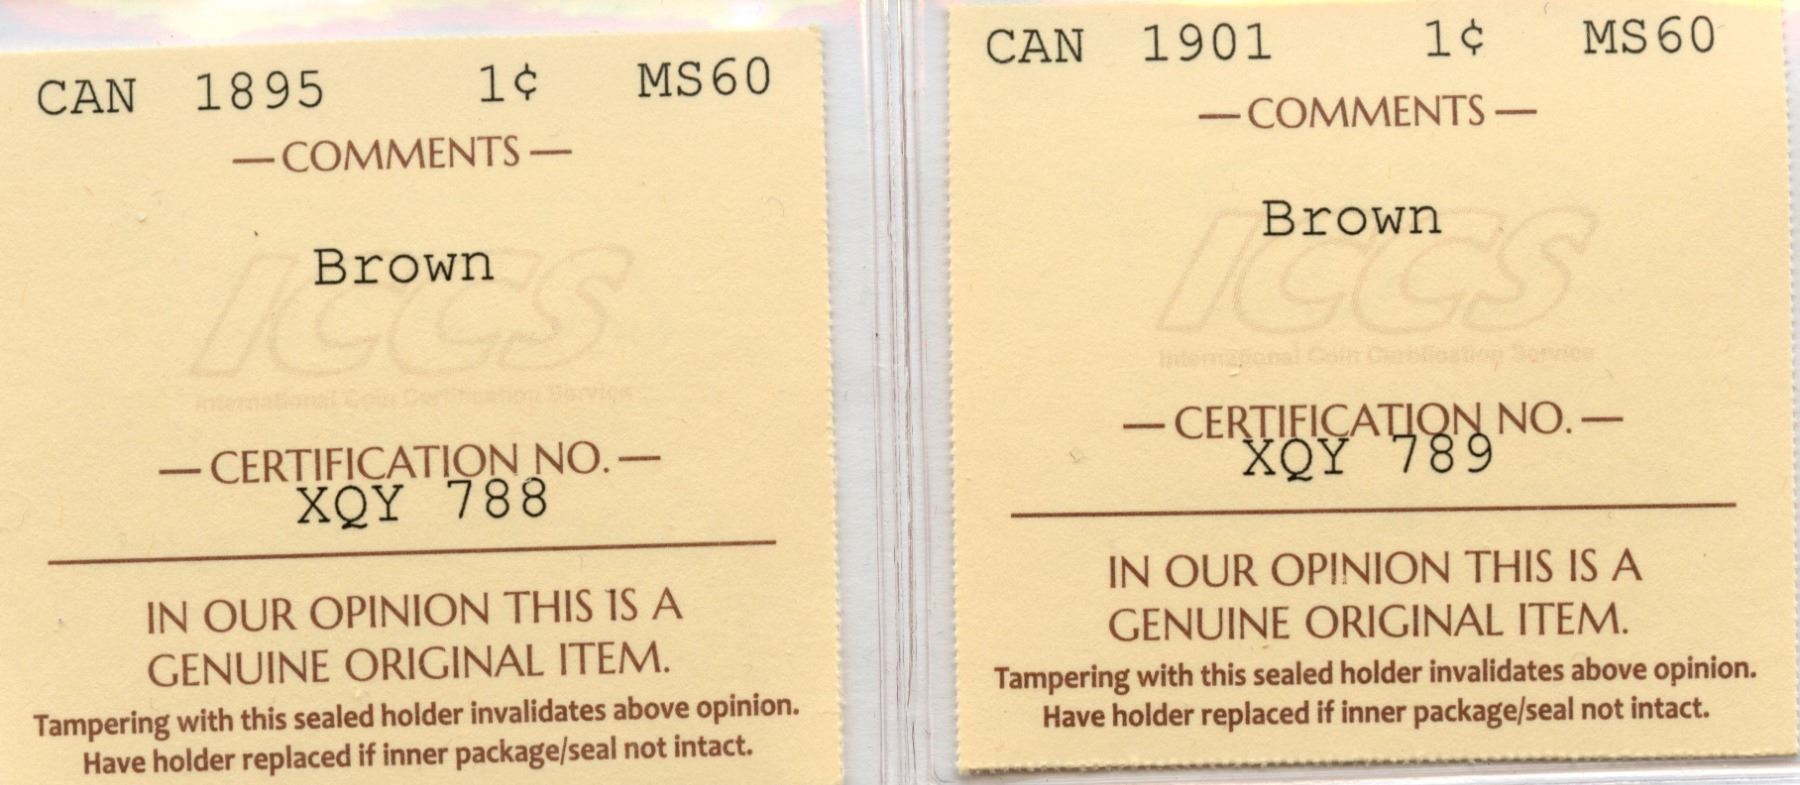 CAN 1895 1¢ MS60
— COMMENTS —
Brown
ICCS
International Coin Certification Service
— CERTIFICATION NO. —
XQY 788
IN OUR OPINION THIS IS A
GENUINE ORIGINAL ITEM.
Tampering with this sealed holder invalidates above opinion.
Have holder replaced if inner package/seal not intact.
CAN 1901 1¢ MS60
— COMMENTS —
Brown
ICCS
International Coin Certification Service
— CERTIFICATION NO. —
XQY 789
IN OUR OPINION THIS IS A
GENUINE ORIGINAL ITEM.
Tampering with this sealed holder invalidates above opinion.
Have holder replaced if inner package/seal not intact.